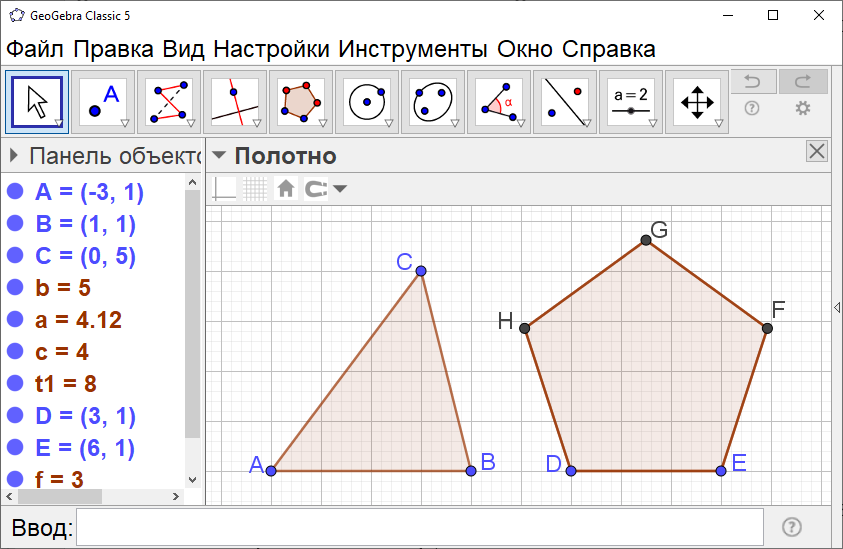 GeoGebra Classic 5
Файл Правка Вид Настройки Инструменты Окно Справка
A
α
a=2
Панель объекто
Полотно
A = (-3, 1)
B = (1, 1)
C = (0, 5)
b = 5
a = 4.12
c = 4
t1 = 8
D = (3, 1)
E = (6, 1)
f = 3
G
C
F
H
A
B
D
E
Ввод: